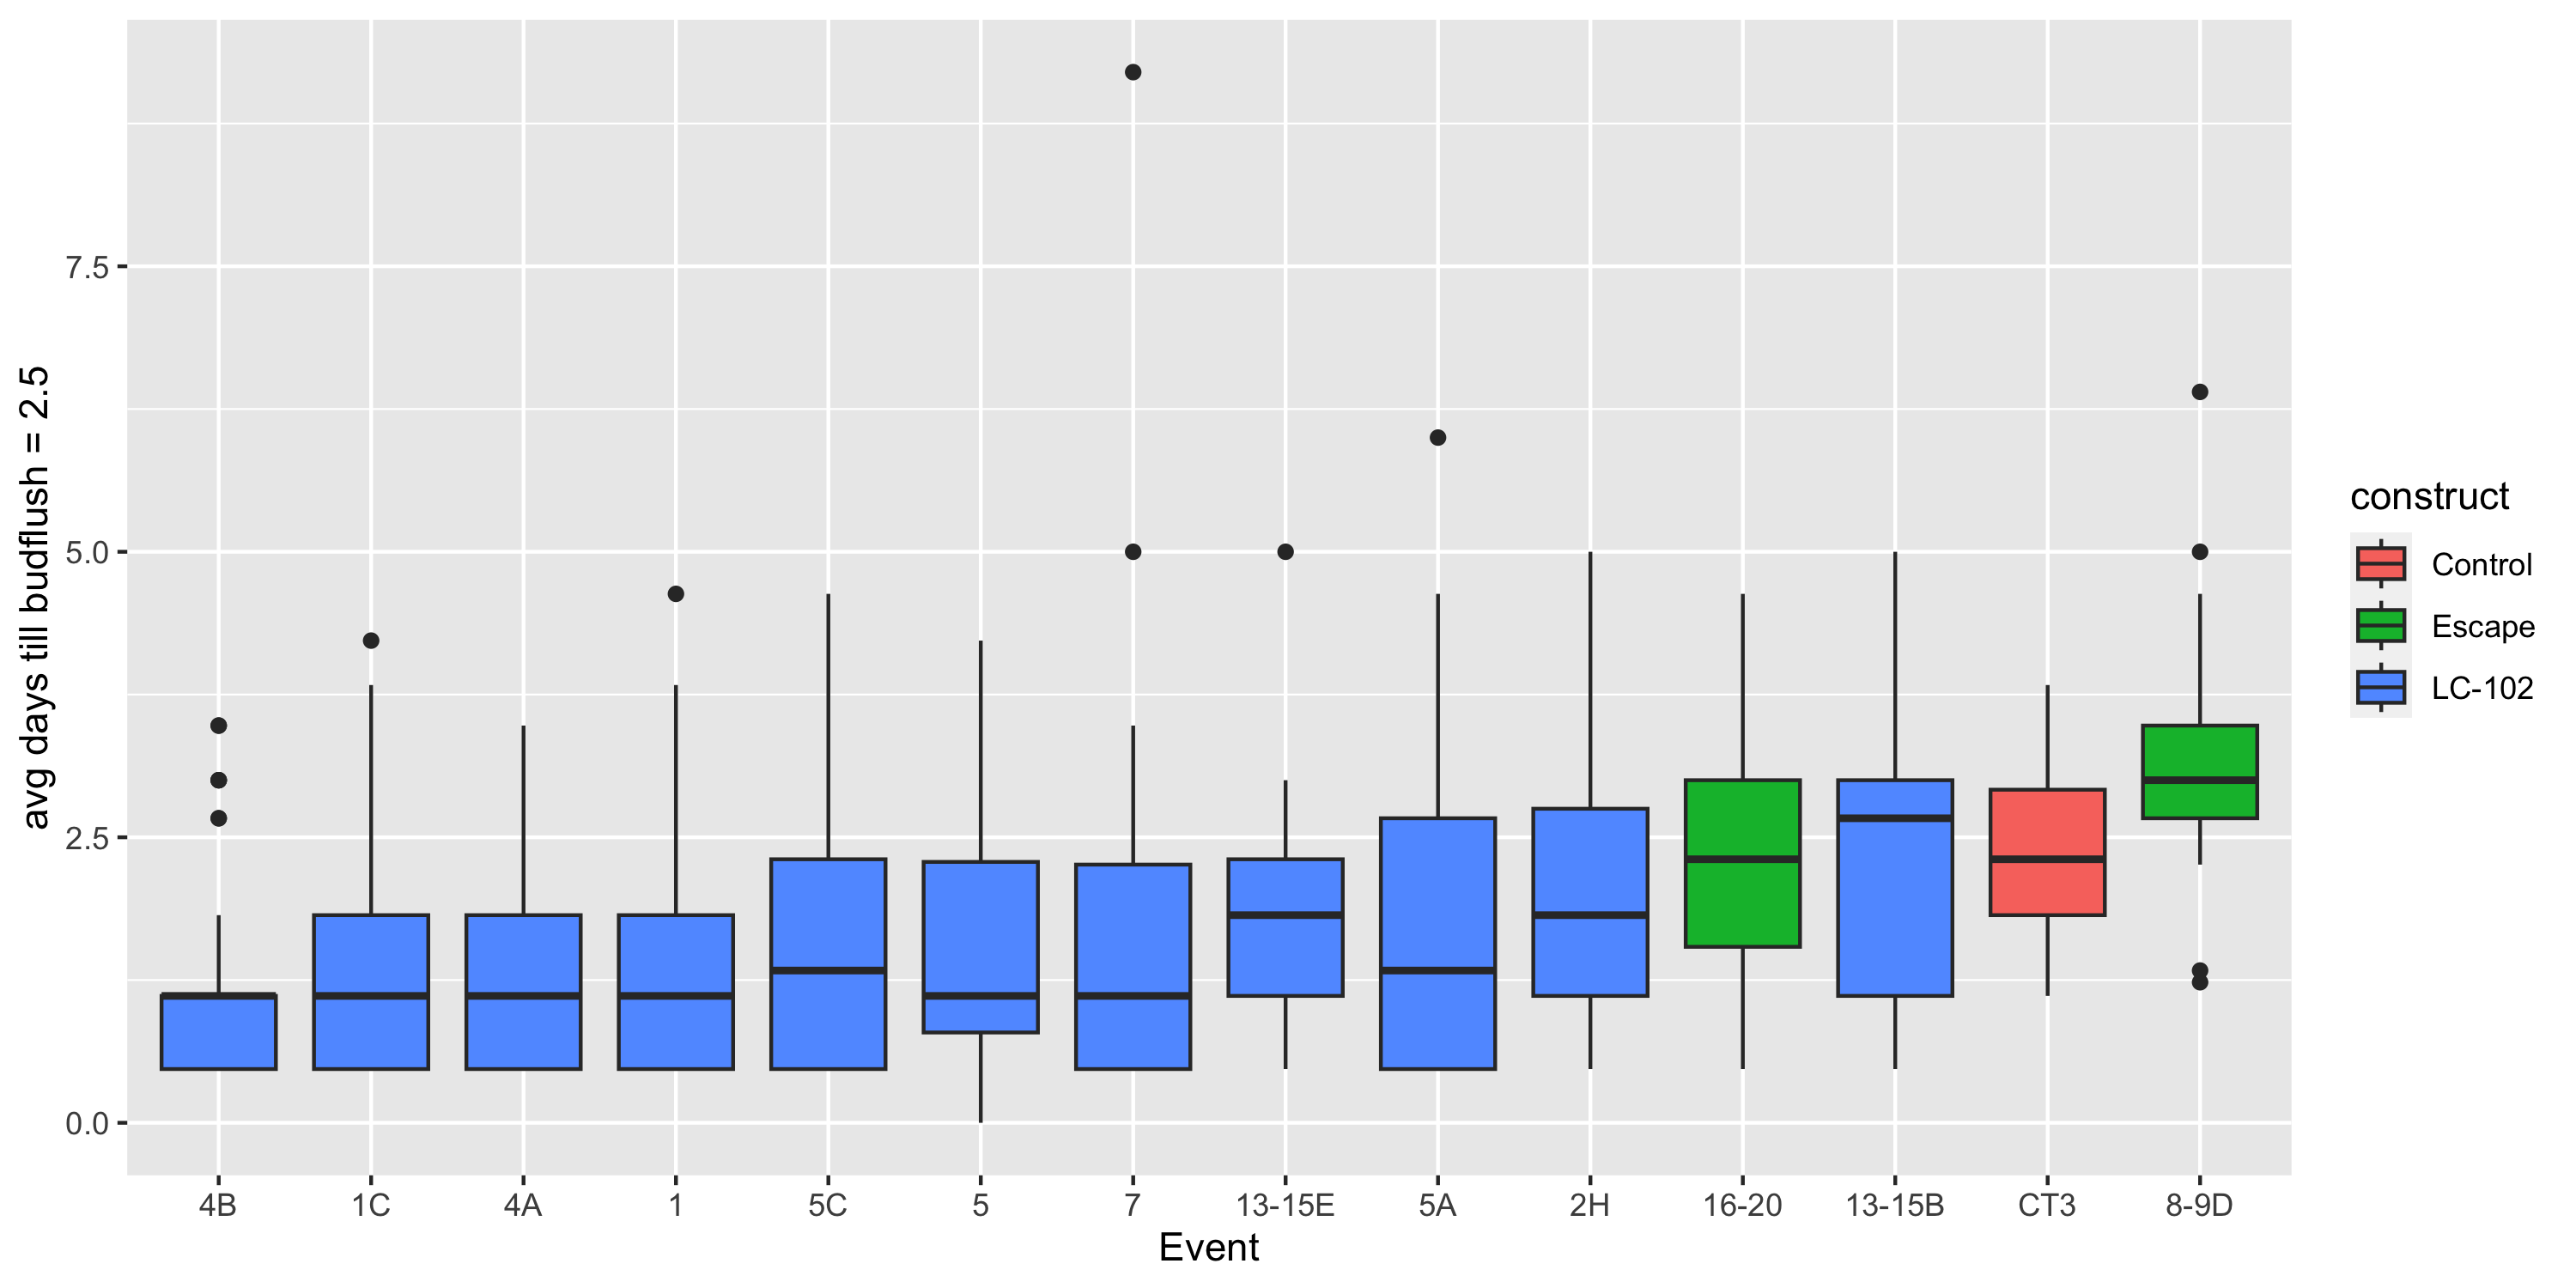 avg days till budflush = 2.5
7.5
5.0
2.5
0.0
4B 1C 4A 1 5C 5 7 13-15E 5A 2H 16-20 13-15B CT3 8-9D
Event
construct
Control
Escape
LC-102